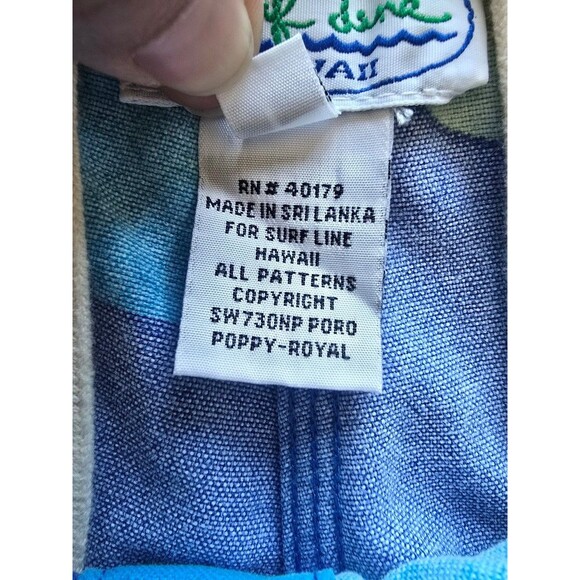 RN # 40179
MADE IN SRI LANKA
FOR SURF LINE
HAWAII
ALL PATTERNS
COPYRIGHT
SW730NP PORO
POPPY-ROYAL